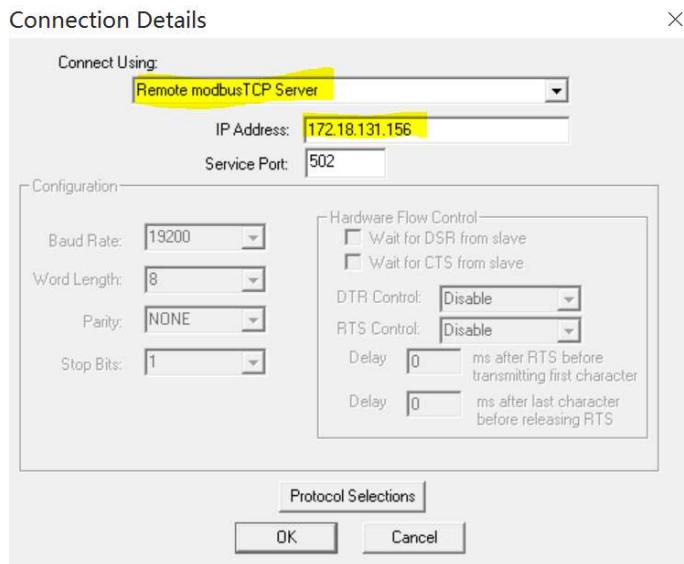 Connection Details
Connect Using:
Remote modbusTCP Server
IP Address: 172.18.131.156
Service Port: 502
Configuration
Baud Rate: 19200
Word Length: 8
Parity: NONE
Stop Bits: 1
Hardware Flow Control
Wait for DSR from slave
Wait for CTS from slave
DTR Control: Disable
RTS Control: Disable
Delay 0 ms after RTS before
transmitting first character
Delay 0 ms after last character
before releasing RTS
Protocol Selections
OK Cancel